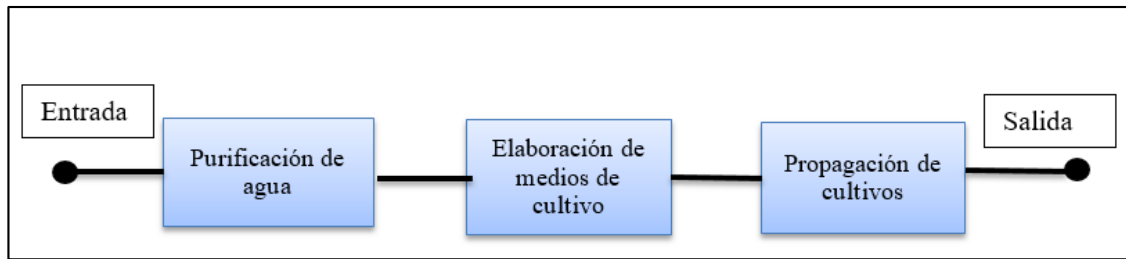 Entrada
Purificación de
agua
Elaboración de
medios de
cultivo
Propagación de
cultivos
Salida